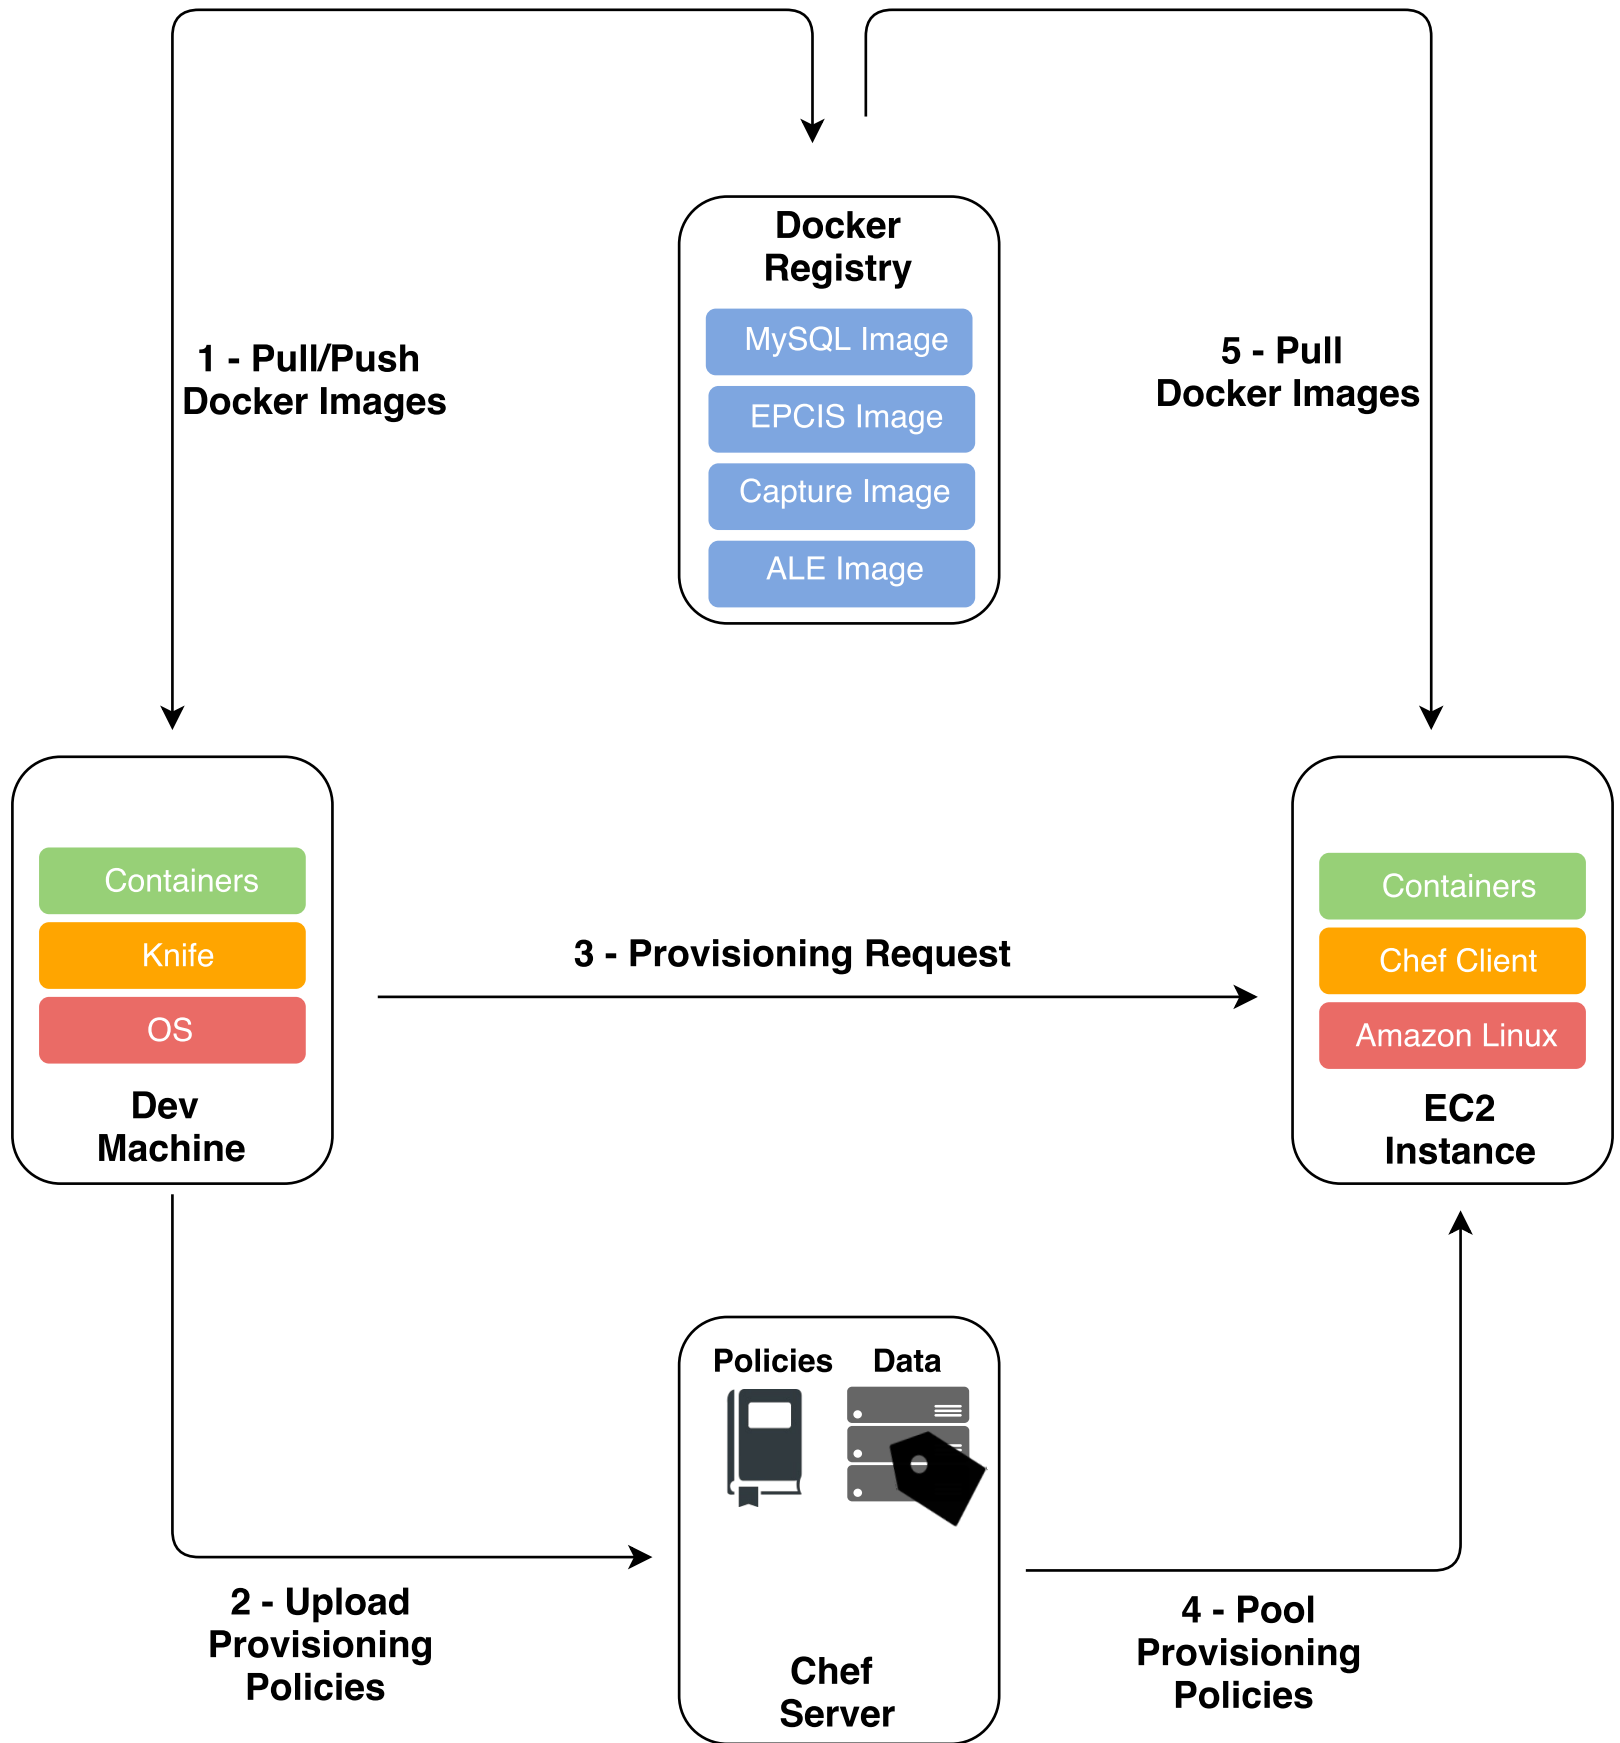 Docker
Registry
MySQL Image
EPCIS Image
Capture Image
ALE Image
1 - Pull/Push
Docker Images
5 - Pull
Docker Images
Containers
Knife
OS
Dev
Machine
3 - Provisioning Request
Containers
Chef Client
Amazon Linux
EC2
Instance
Policies
Data
Chef
Server
2 - Upload
Provisioning
Policies
4 - Pool
Provisioning
Policies